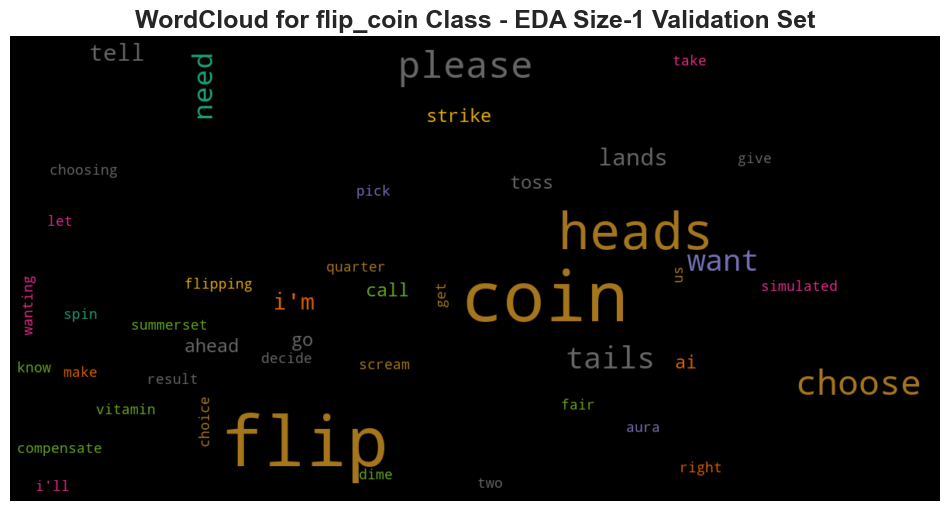 WordCloud for flip_coin Class - EDA Size-1 Validation Set
tell
need
please
take
strike
lands
give
choosing
toss
pick
let
heads
want
us
quarter
flipping
call
get
coin
simulated
wanting
i'm
spin
summerset
go
ahead
decide
tails
ai
know
make
scream
result
choose
vitamin
choice
fair
flip
aura
compensate
right
dime
i'll
two